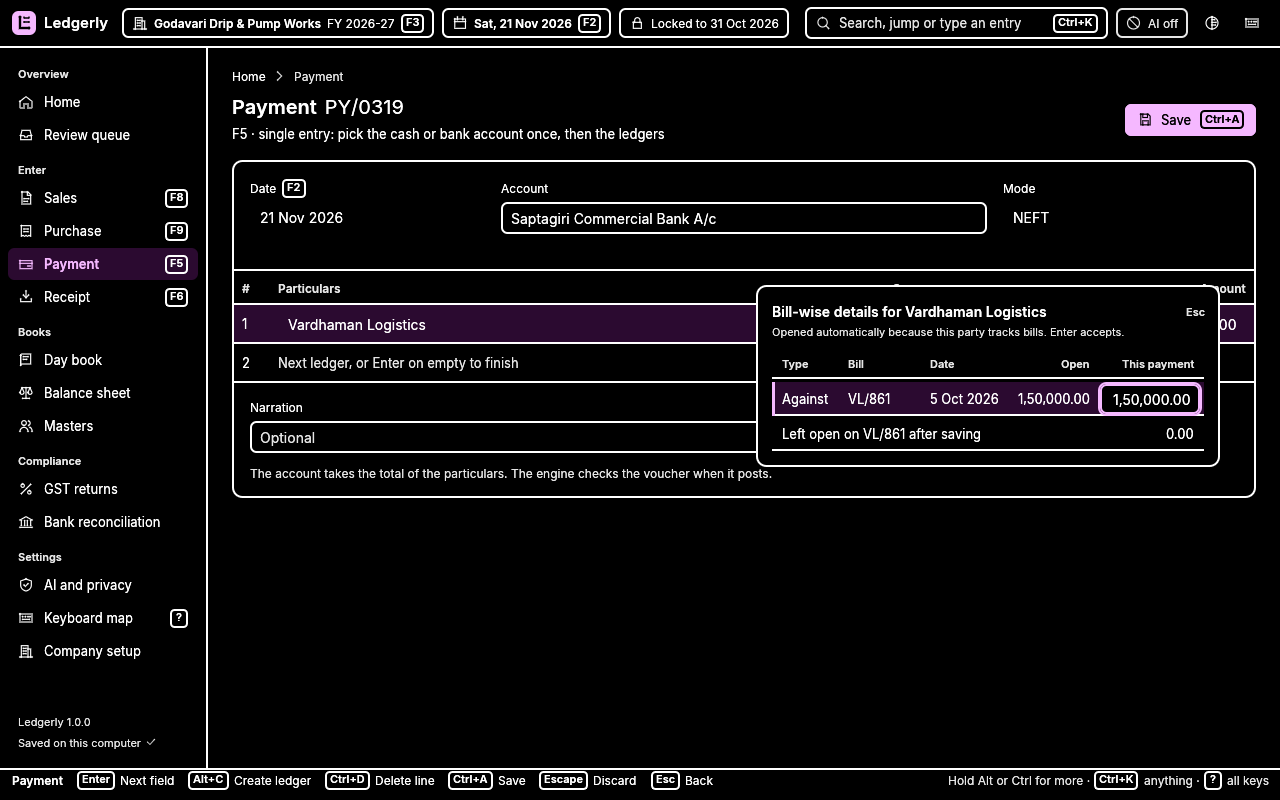 Ledgerly
Godavari Drip & Pump Works FY 2026-27 F3
Sat, 21 Nov 2026 F2
Locked to 31 Oct 2026
Search, jump or type an entry Ctrl+K
AI off
Overview
Home
Review queue
Enter
Sales F8
Purchase F9
Payment F5
Receipt F6
Books
Day book
Balance sheet
Masters
Compliance
GST returns
Bank reconciliation
Settings
AI and privacy
Keyboard map ?
Company setup
Ledgerly 1.0.0
Saved on this computer
Home Payment
Payment PY/0319
F5 · single entry: pick the cash or bank account once, then the ledgers
Save Ctrl+A
Date F2 Account Mode
21 Nov 2026 Saptagiri Commercial Bank A/c NEFT
# Particulars
1 Vardhaman Logistics
2 Next ledger, or Enter on empty to finish
Narration
Optional
The account takes the total of the particulars. The engine checks the voucher when it posts.
Bill-wise details for Vardhaman Logistics Esc
Opened automatically because this party tracks bills. Enter accepts.
Type Bill Date Open This payment
Against VL/861 5 Oct 2026 1,50,000.00 1,50,000.00
Left open on VL/861 after saving 0.00
Payment Enter Next field Alt+C Create ledger Ctrl+D Delete line Ctrl+A Save Escape Discard Esc Back
Hold Alt or Ctrl for more · Ctrl+K anything · ? all keys